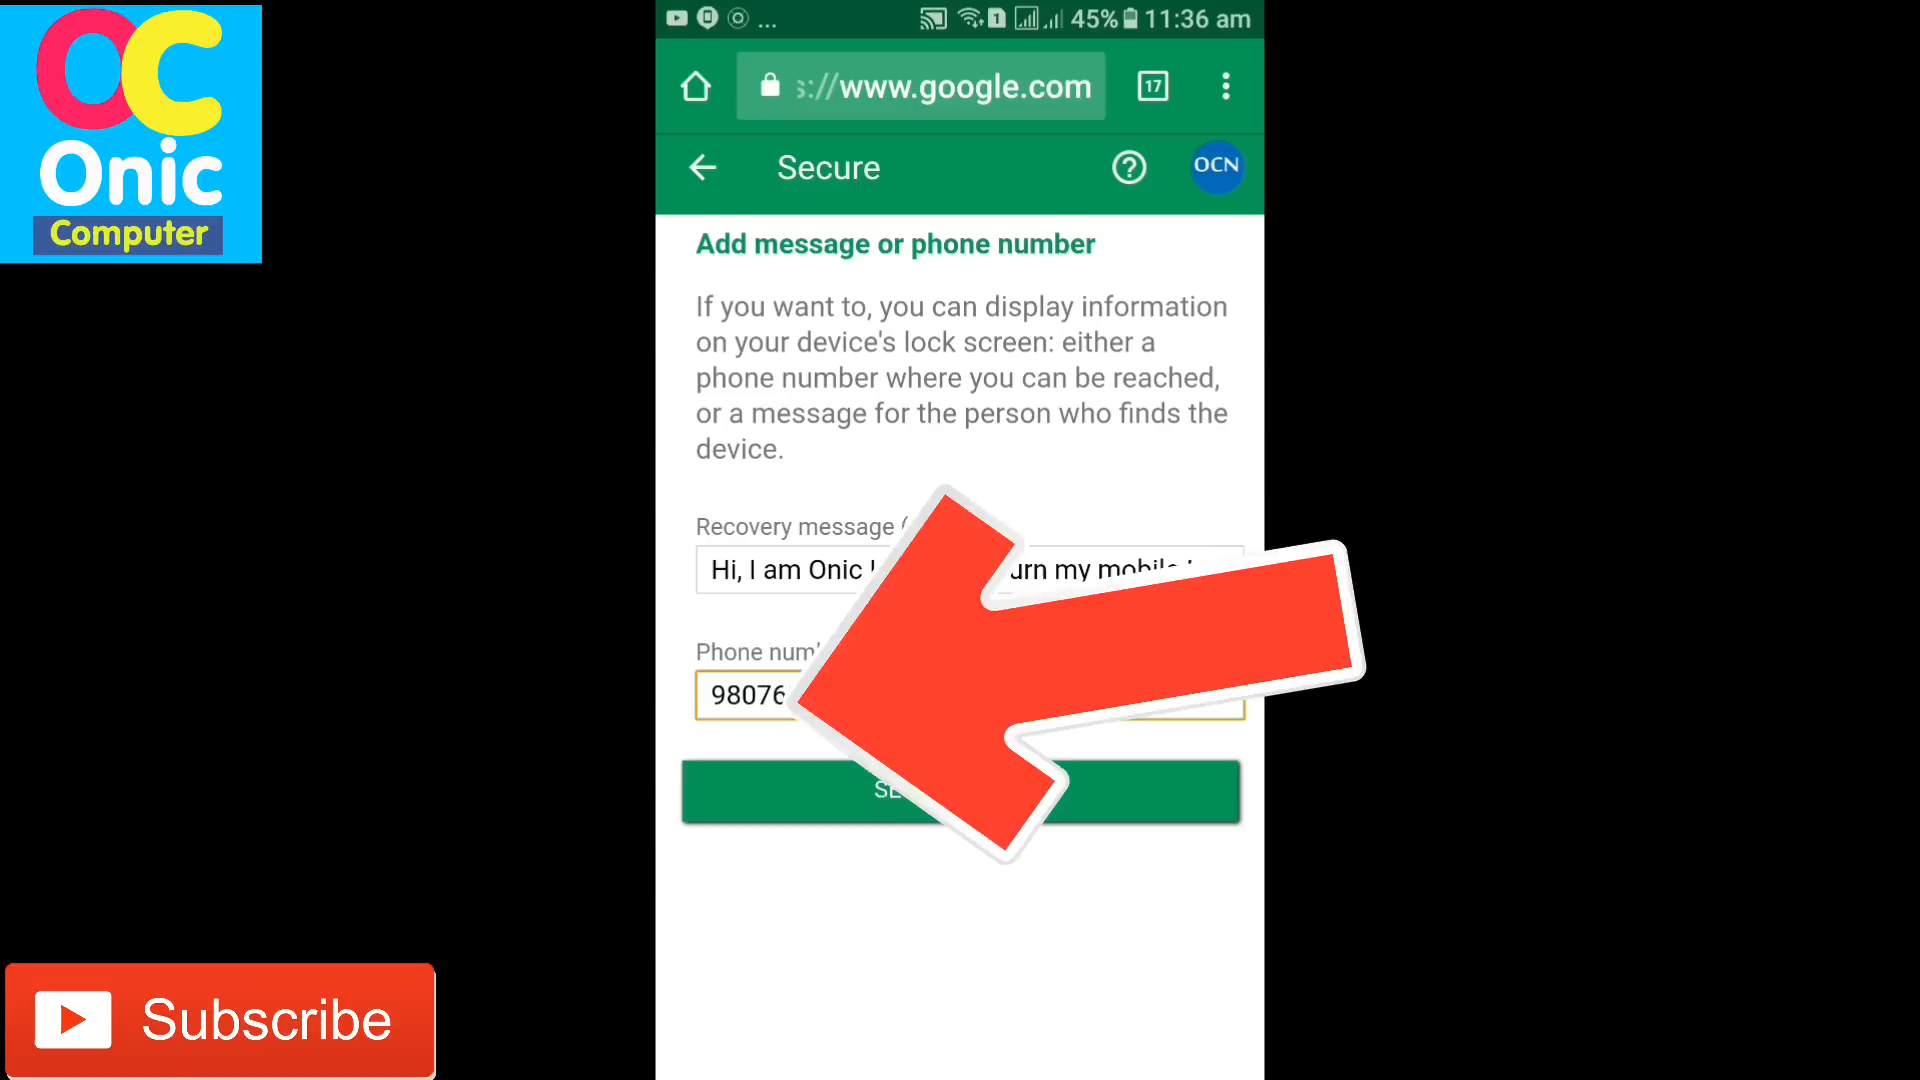 OC
Onic
Computer
... 1 45% 11:36 am
s://www.google.com 17
Secure ? OCN
Add message or phone number
If you want to, you can display information
on your device's lock screen: either a
phone number where you can be reached,
or a message for the person who finds the
device.
Recovery message (
Hi, I am Onic my mobile
Phone
98076
Subscribe